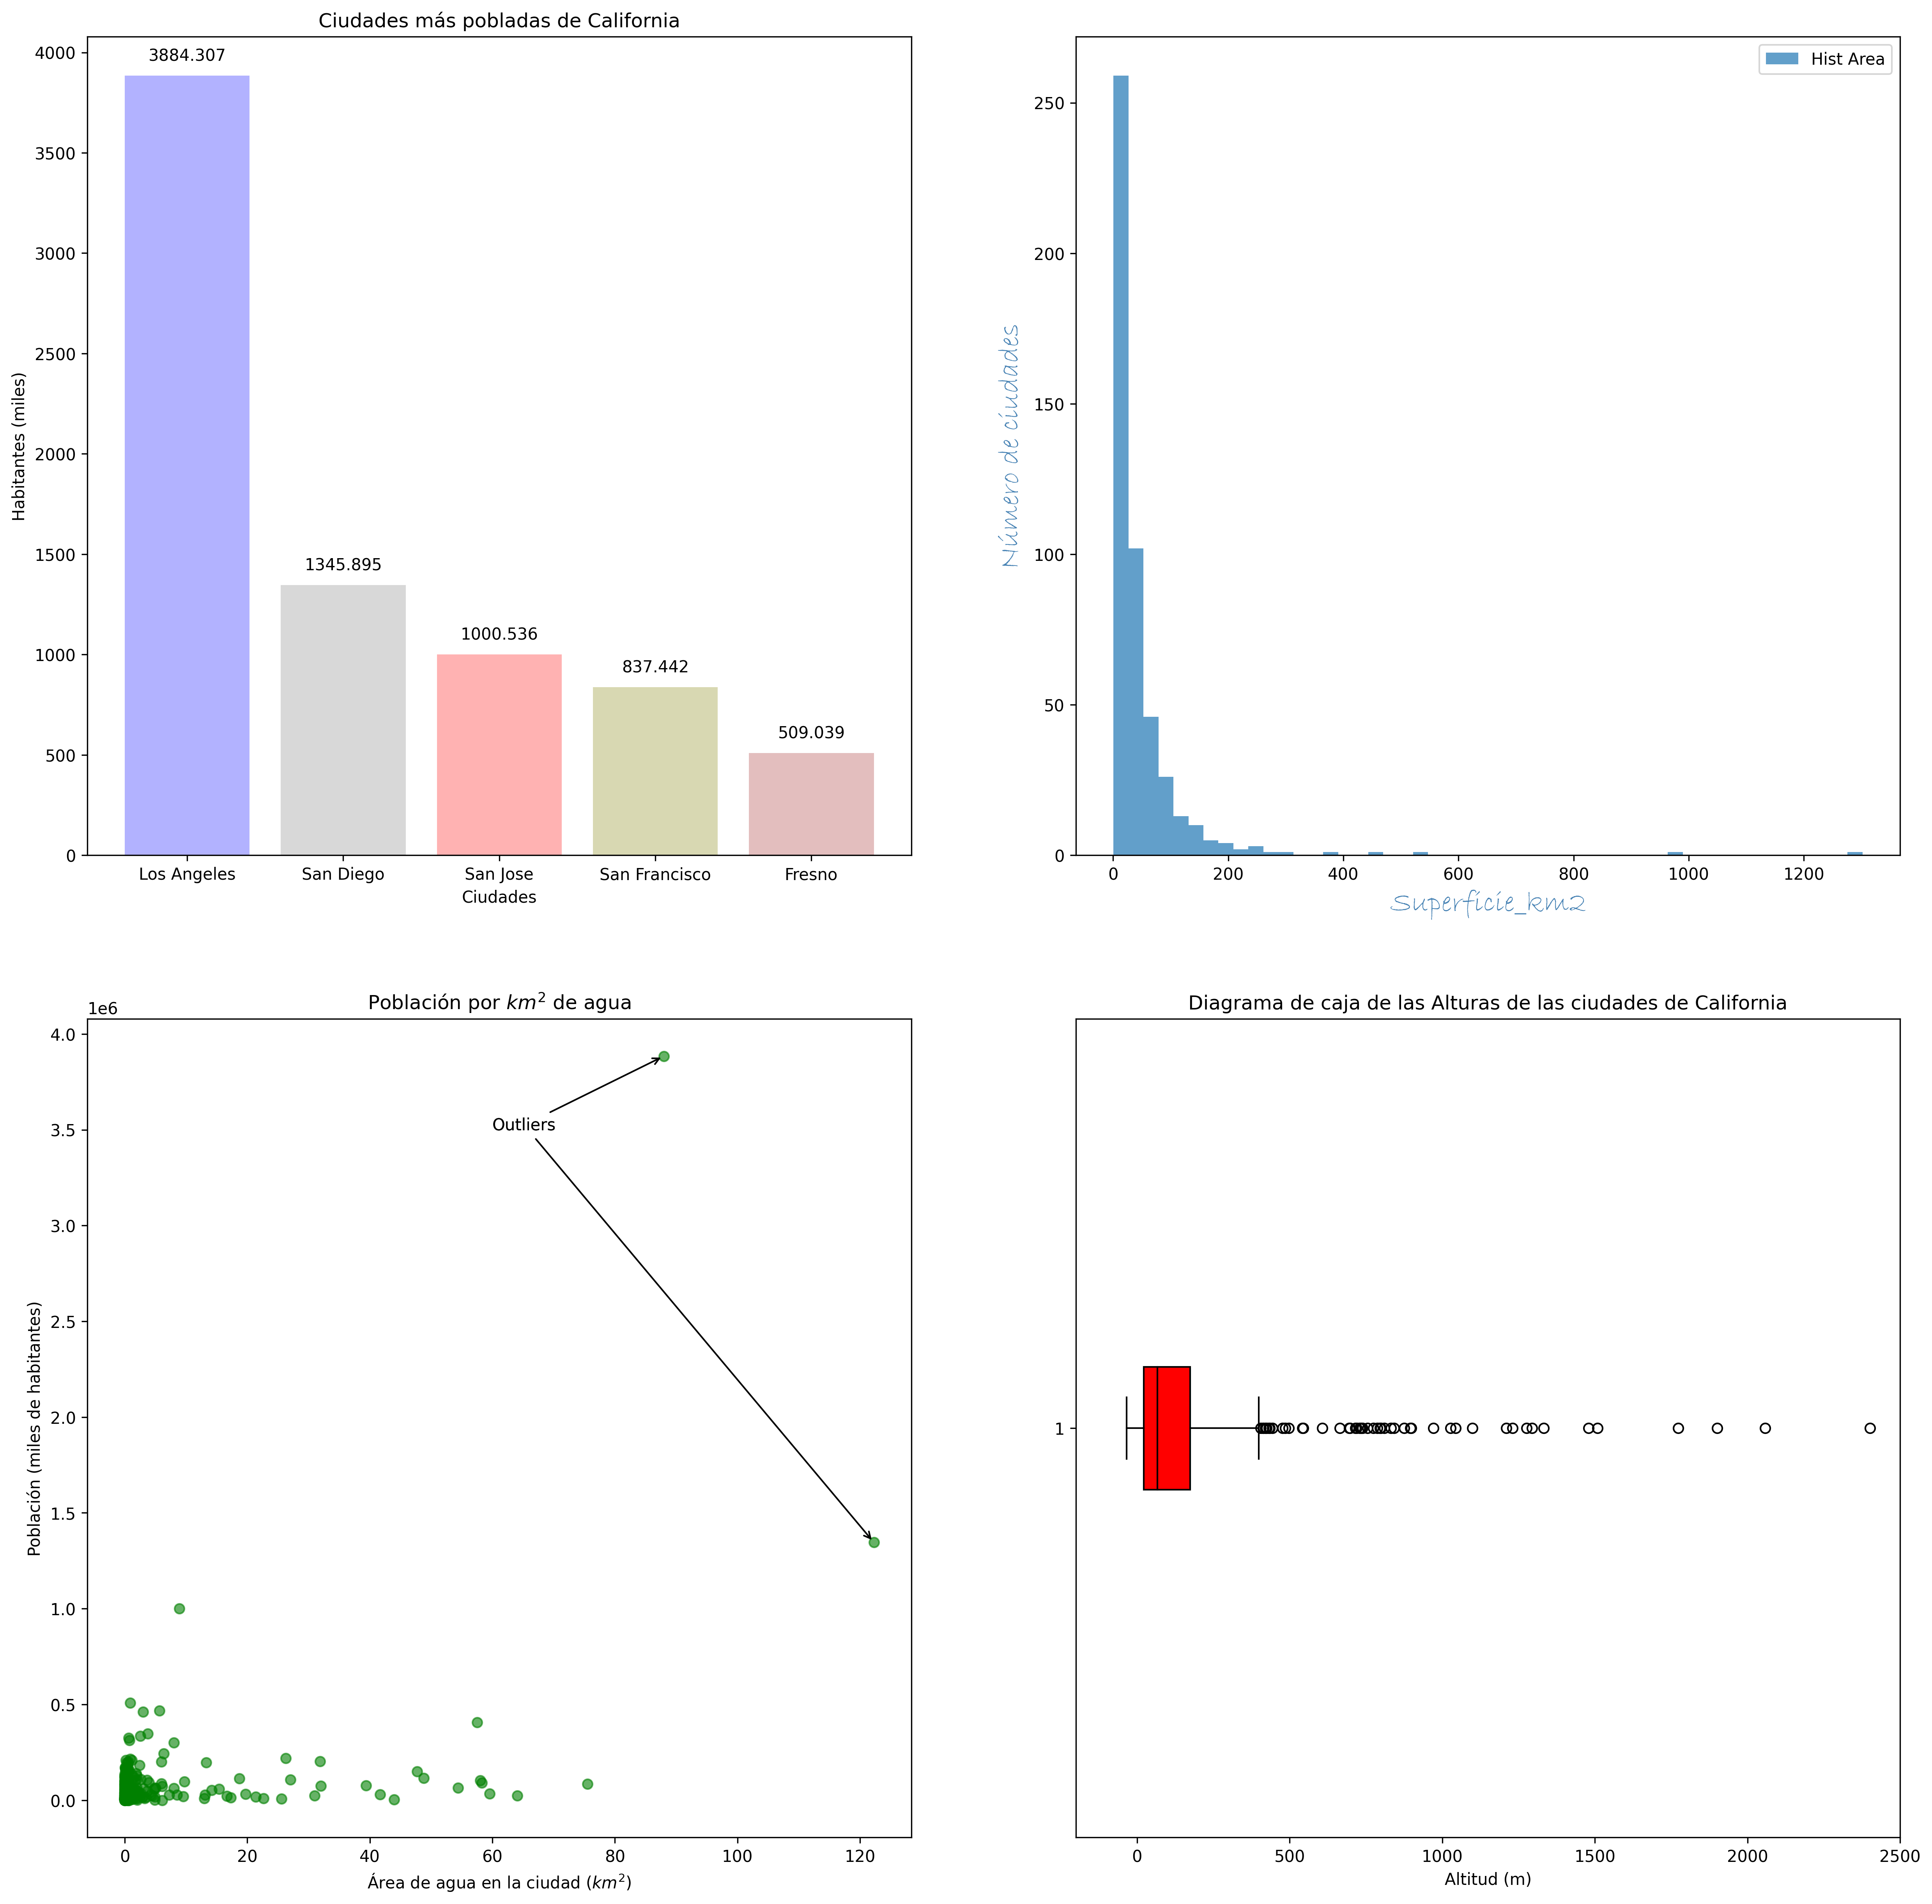 Ciudades más pobladas de California
Habitantes (miles)
4000
3500
3000
2500
2000
1500
1000
500
0
3884.307
1345.895
1000.536
837.442
509.039
Los Angeles San Diego San Jose San Francisco Fresno
Ciudades
Hist Area
Número de ciudades
250
200
150
100
50
0
0 200 400 600 800 1000 1200
Superficie_km2
Población por km² de agua
1e6
Población (miles de habitantes)
4.0
3.5
3.0
2.5
2.0
1.5
1.0
0.5
0.0
Outliers
0 20 40 60 80 100 120
Área de agua en la ciudad (km²)
Diagrama de caja de las Alturas de las ciudades de California
1
0 500 1000 1500 2000 2500
Altitud (m)